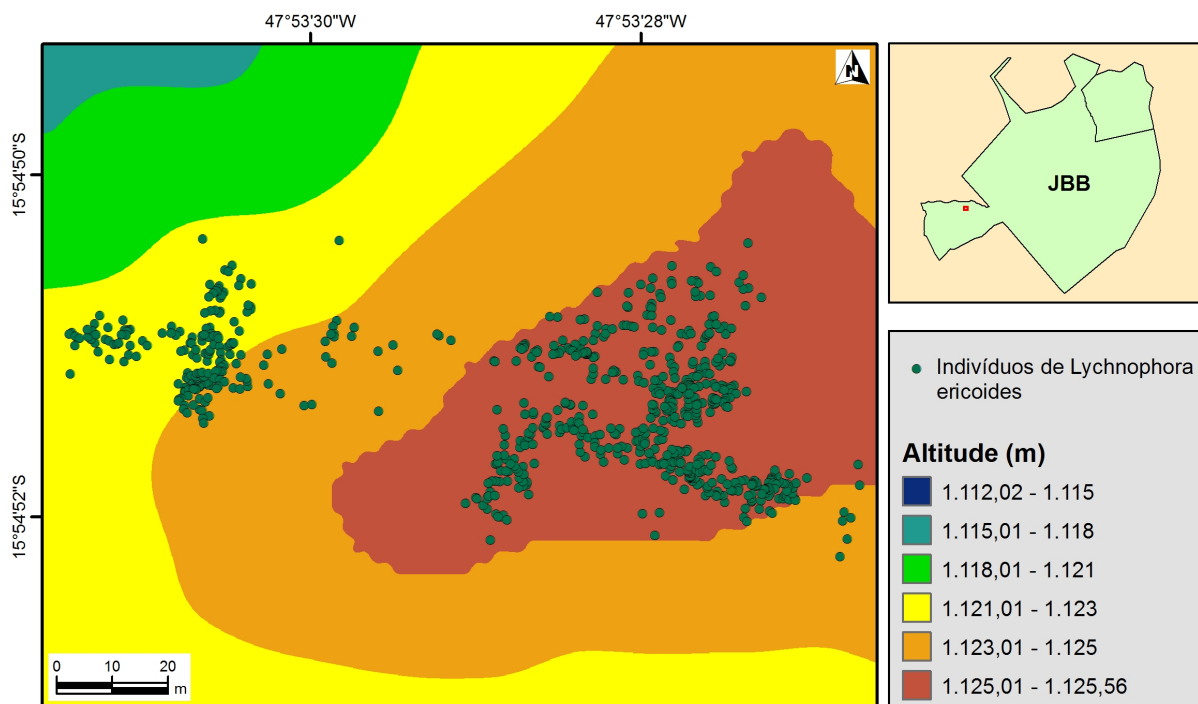 47°53'30"W
47°53'28"W
15°54'50"S
15°54'52"S
N
0 10 20
m
JBB
Indivíduos de Lychnophora
ericoides
Altitude (m)
1.112,02 - 1.115
1.115,01 - 1.118
1.118,01 - 1.121
1.121,01 - 1.123
1.123,01 - 1.125
1.125,01 - 1.125,56